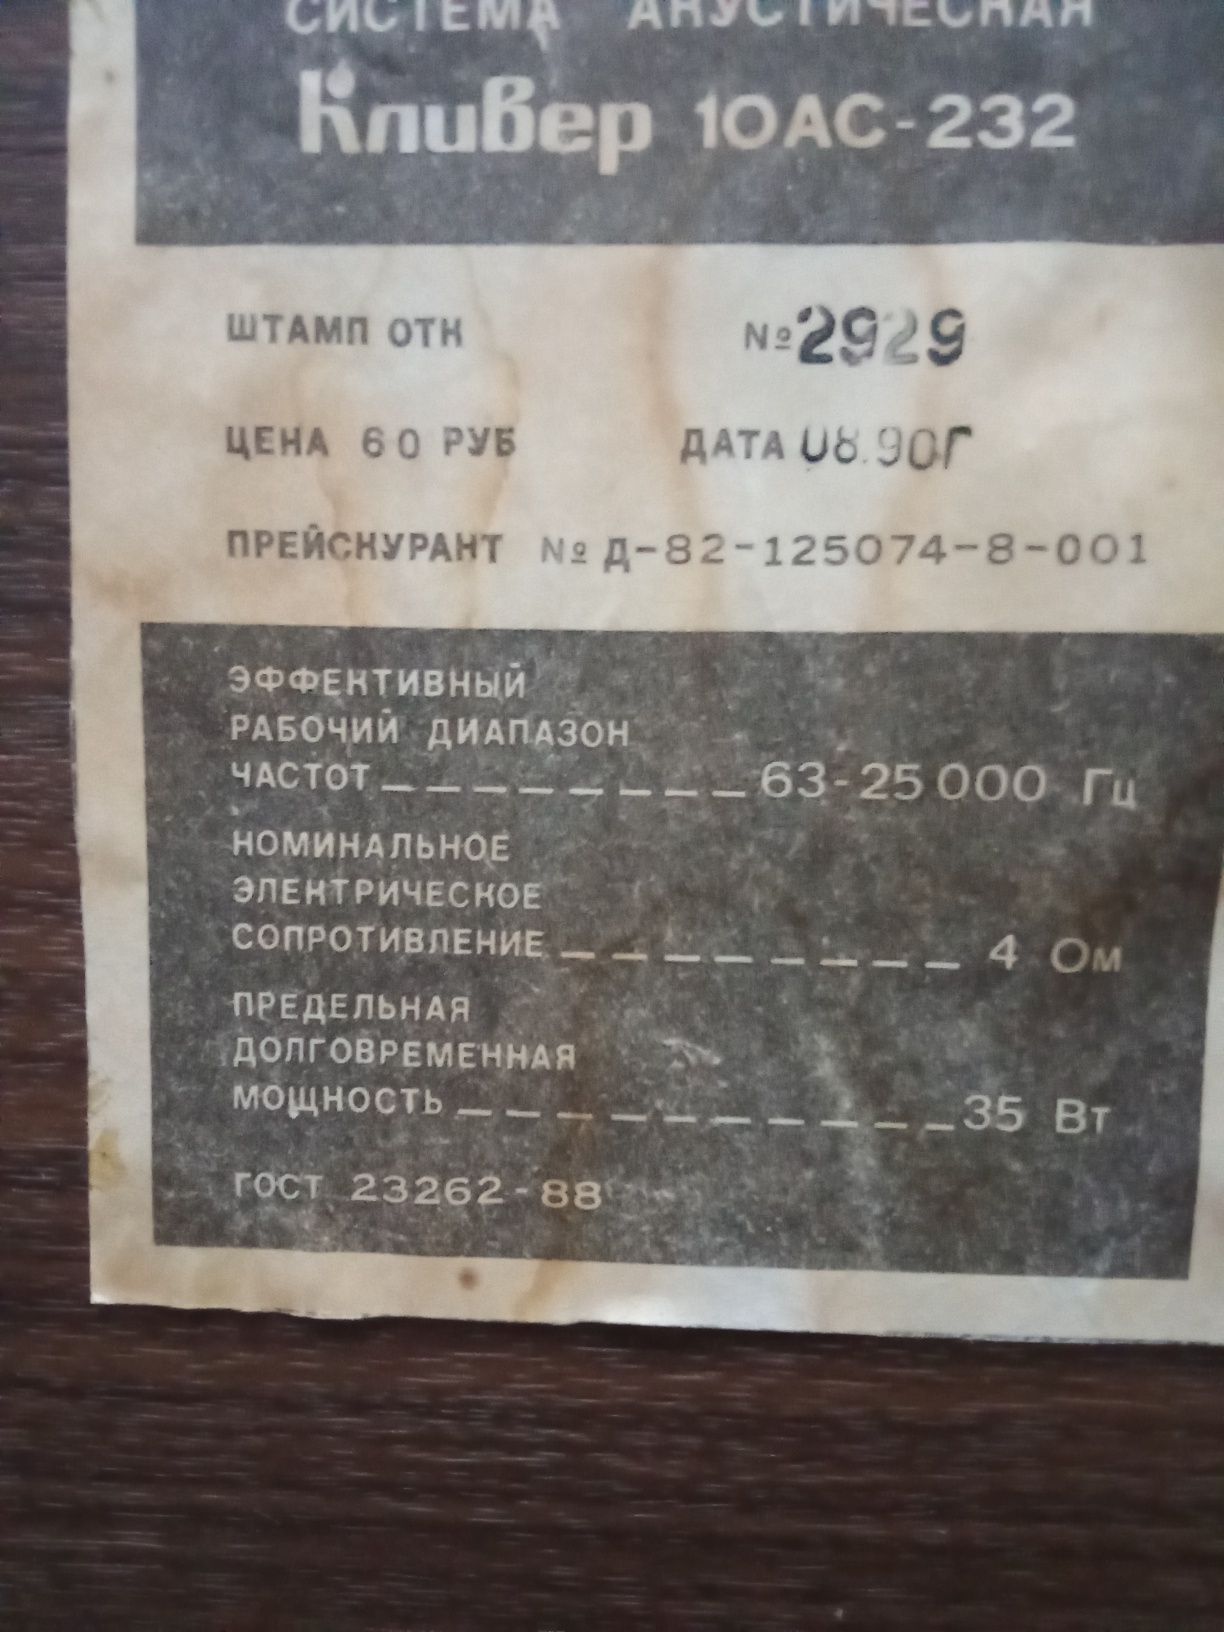 СИСТЕМА АКУСТИЧЕСКАЯ
Кливер 10АС-232
ШТАМП ОТК №2929
ЦЕНА 60 РУБ ДАТА 08.90Г
ПРЕЙСКУРАНТ № Д-82-125074-8-001
ЭФФЕКТИВНЫЙ
РАБОЧИЙ ДИАПАЗОН
ЧАСТОТ 63-25000 Гц
НОМИНАЛЬНОЕ
ЭЛЕКТРИЧЕСКОЕ
СОПРОТИВЛЕНИЕ 4 Ом
ПРЕДЕЛЬНАЯ
ДОЛГОВРЕМЕННАЯ
МОЩНОСТЬ 35 Вт
ГОСТ 23262-88